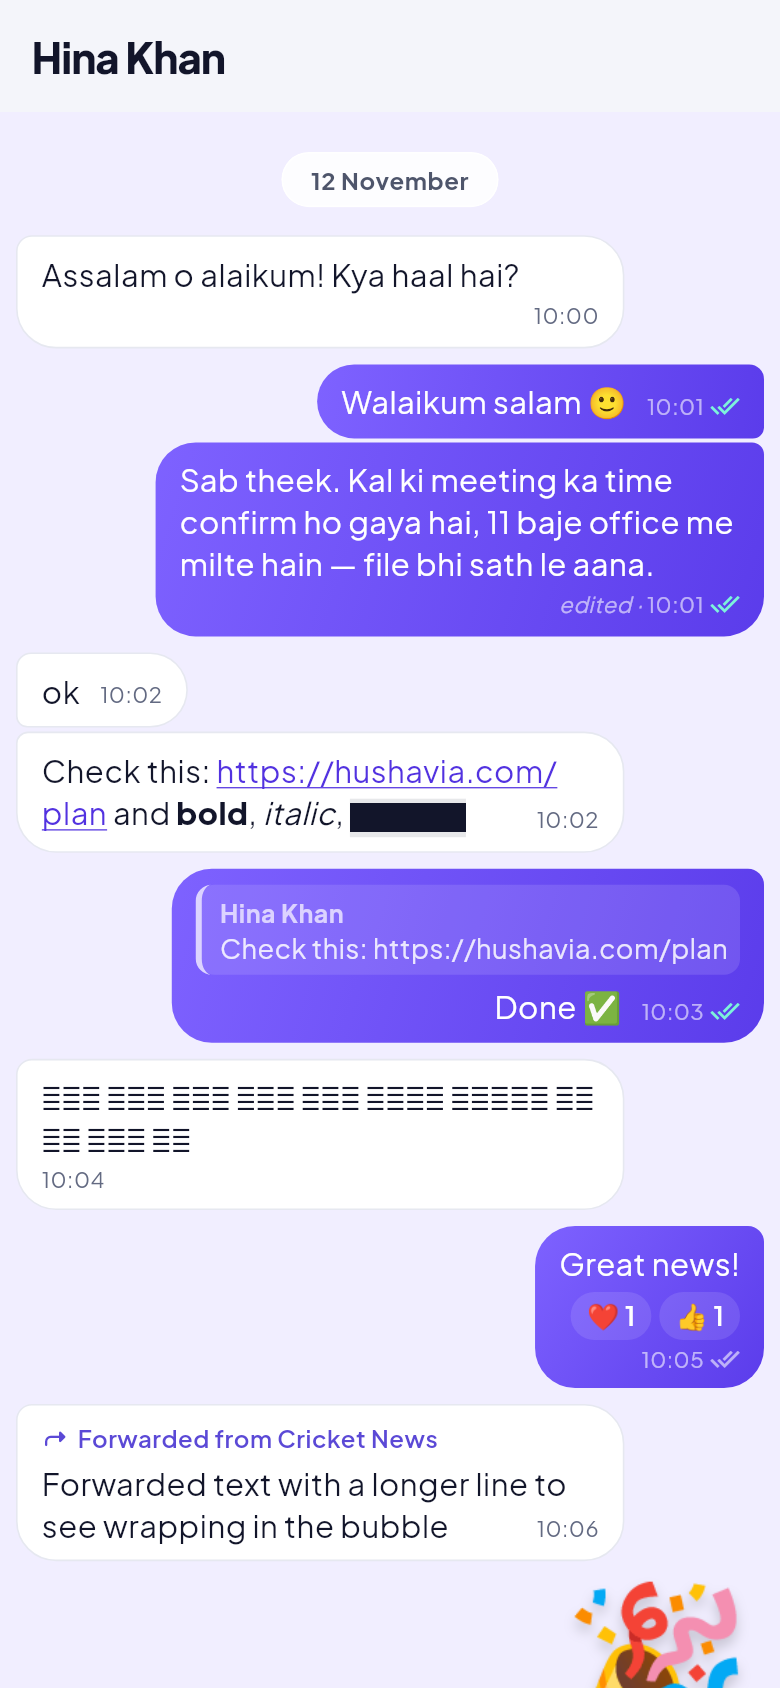 Hina Khan
12 November
Assalam o alaikum! Kya haal hai?
10:00
Walaikum salam 🙂 10:01
Sab theek. Kal ki meeting ka time
confirm ho gaya hai, 11 baje office me
milte hain — file bhi sath le aana.
edited · 10:01
ok 10:02
Check this: https://hushavia.com/
plan and bold, italic, 10:02
Hina Khan
Check this: https://hushavia.com/plan
Done ✅ 10:03
10:04
Great news!
❤️ 1 👍 1
10:05
Forwarded from Cricket News
Forwarded text with a longer line to
see wrapping in the bubble 10:06